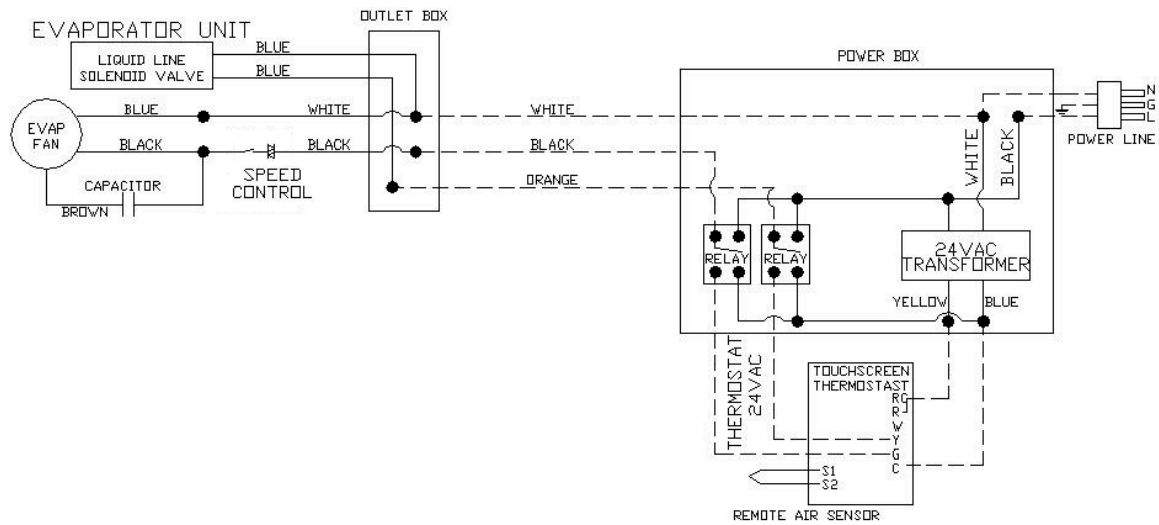 OUTLET BOX
EVAPORATOR UNIT
BLUE
LIQUID LINE
SOLENOID VALVE
BLUE
POWER BOX
BLUE
WHITE
WHITE
N
G
L
EVAP
FAN
POWER LINE
BLACK
BLACK
BLACK
WHITE
BLACK
SPEED
CONTROL
ORANGE
CAPACITOR
BROWN
RELAY
RELAY
24VAC
TRANSFORMER
YELLOW
BLUE
THERMOSTAT
24VAC
TOUCHSCREEN
THERMOSTAST
RC
R
W
Y
G
C
S1
S2
REMOTE AIR SENSOR